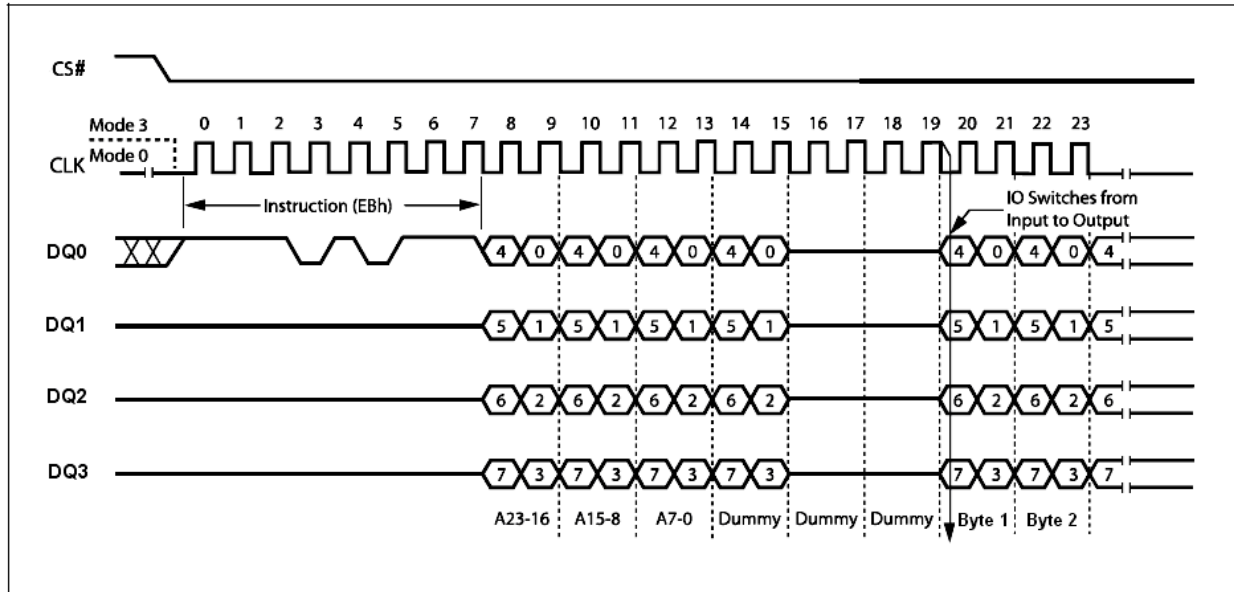 CS#
Mode 3
0 1 2 3 4 5 6 7 8 9 10 11 12 13 14 15 16 17 18 19 20 21 22 23
Mode 0
CLK
Instruction (EBh)
IO Switches from
Input to Output
DQ0
4 0 4 0 4 0 4 0 4 0 4 0 4
DQ1
5 1 5 1 5 1 5 1 5 1 5 1 5
DQ2
6 2 6 2 6 2 6 2 6 2 6 2 6
DQ3
7 3 7 3 7 3 7 3 7 3 7 3 7
A23-16 A15-8 A7-0 Dummy Dummy Dummy Byte 1 Byte 2